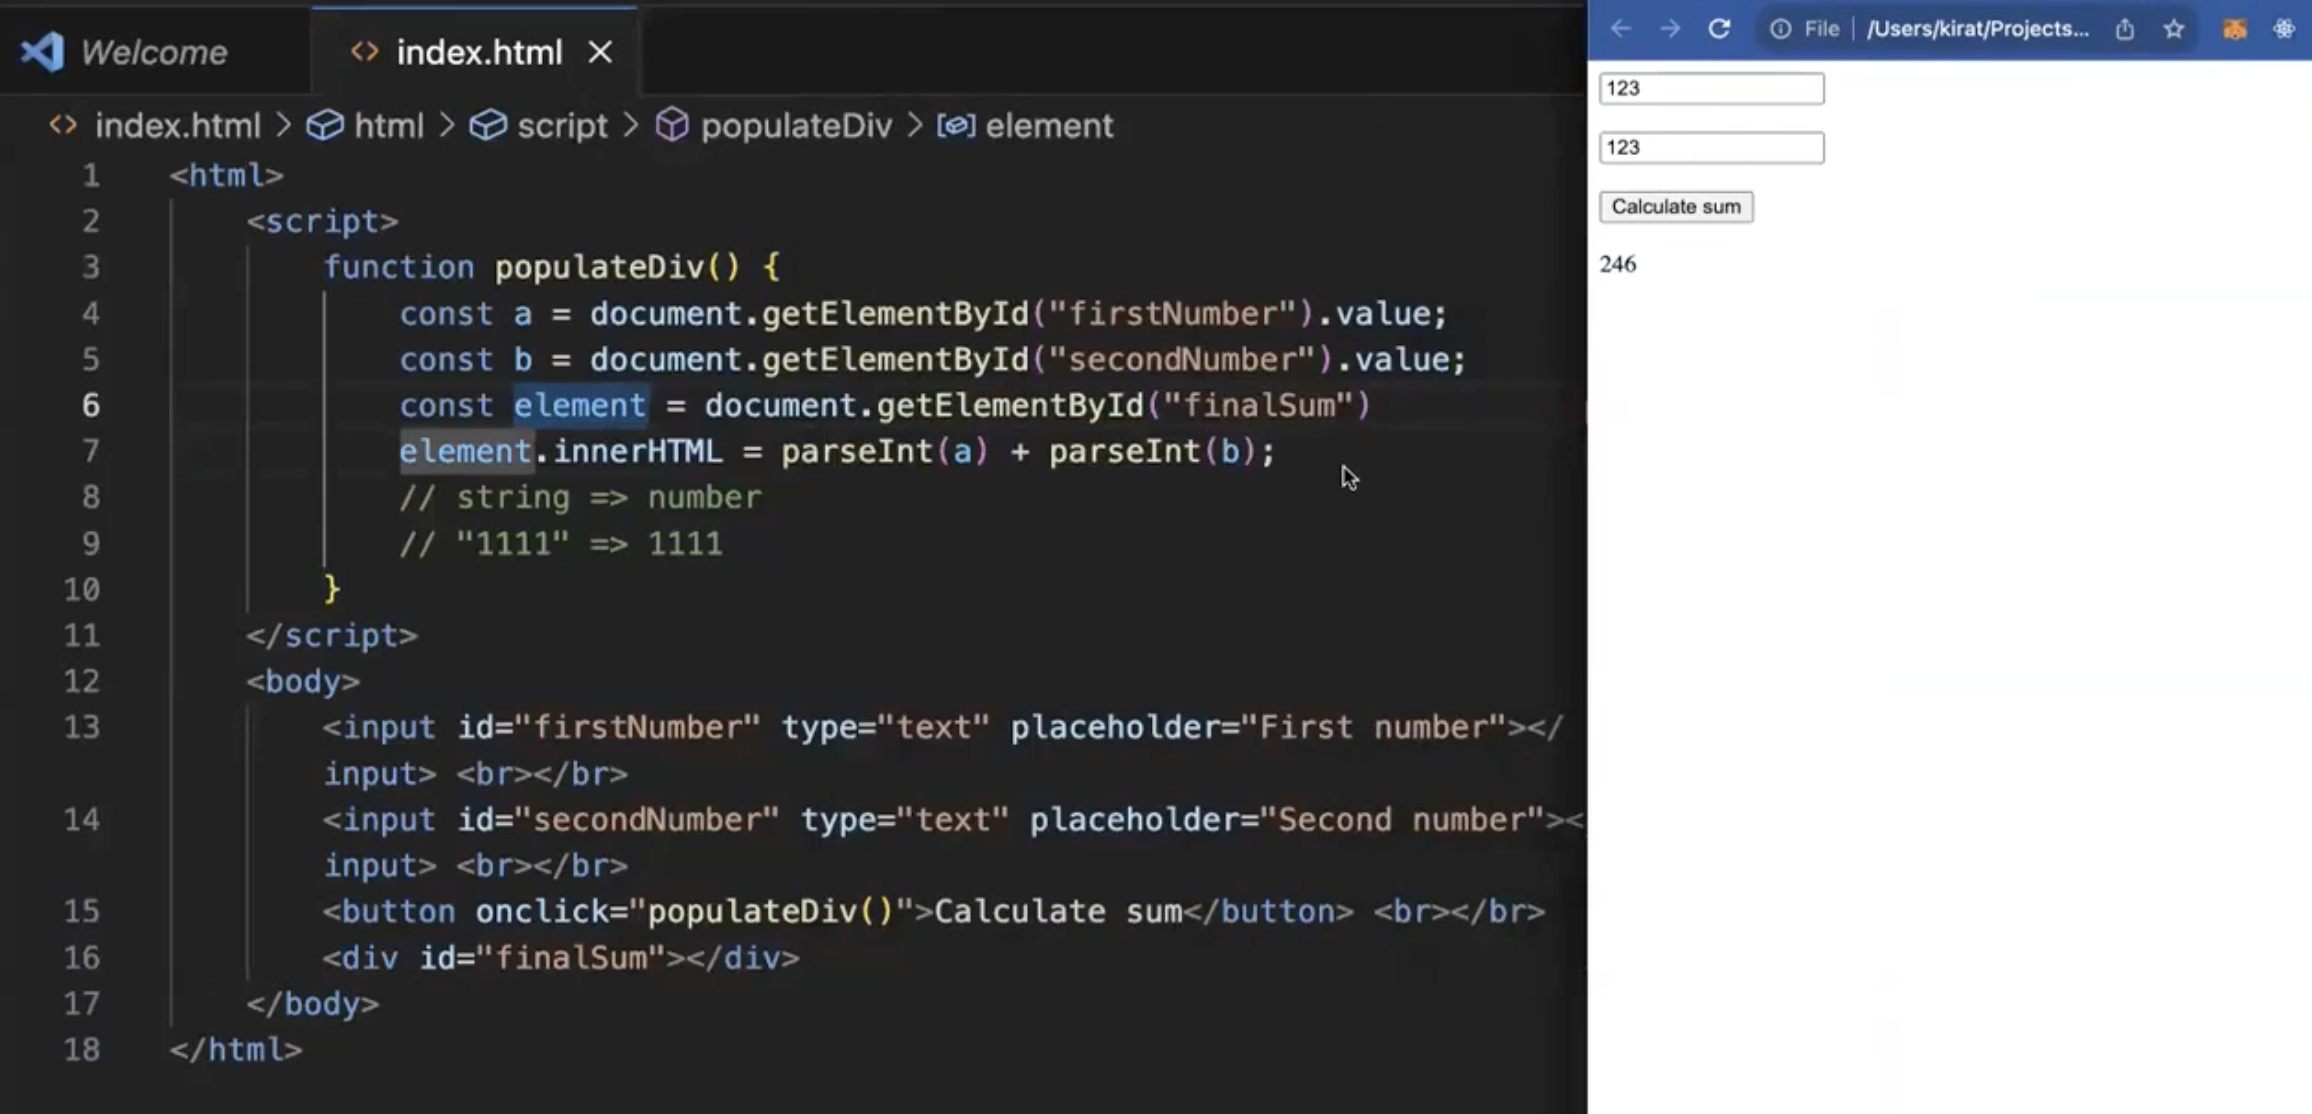 Welcome
<> index.html ×
<> index.html > html > script > populateDiv > element
1 <html>
2 <script>
3 function populateDiv() {
4 const a = document.getElementById("firstNumber").value;
5 const b = document.getElementById("secondNumber").value;
6 const element = document.getElementById("finalSum")
7 element.innerHTML = parseInt(a) + parseInt(b);
8 // string => number
9 // "1111" => 1111
10 }
11 </script>
12 <body>
13 <input id="firstNumber" type="text" placeholder="First number"></
input> <br></br>
14 <input id="secondNumber" type="text" placeholder="Second number"><
input> <br></br>
15 <button onclick="populateDiv()">Calculate sum</button> <br></br>
16 <div id="finalSum"></div>
17 </body>
18 </html>
File | /Users/kirat/Projects...
123
123
Calculate sum
246